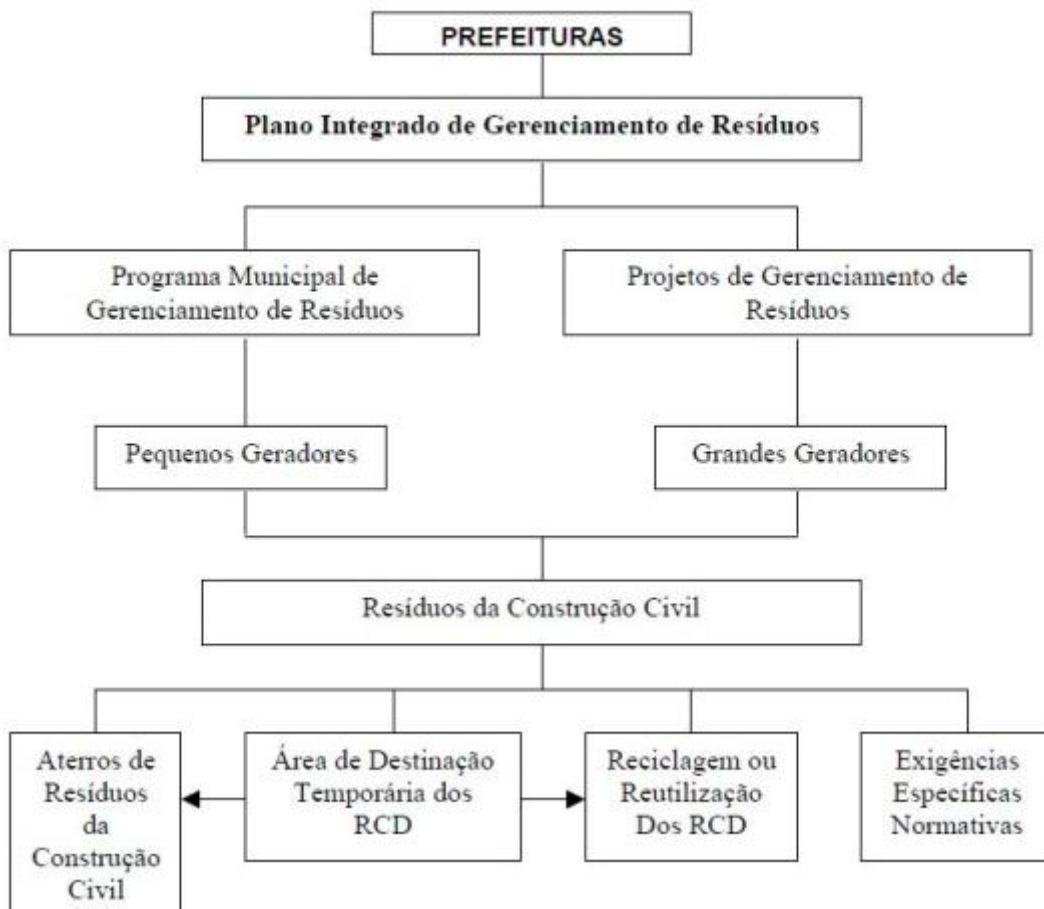 PREFEITURAS
Plano Integrado de Gerenciamento de Resíduos
Programa Municipal de
Gerenciamento de Resíduos
Projetos de Gerenciamento de
Resíduos
Pequenos Geradores
Grandes Geradores
Resíduos da Construção Civil
Aterros de
Resíduos
da
Construção
Civil
Área de Destinação
Temporária dos
RCD
Reciclagem ou
Reutilização
Dos RCD
Exigências
Específicas
Normativas